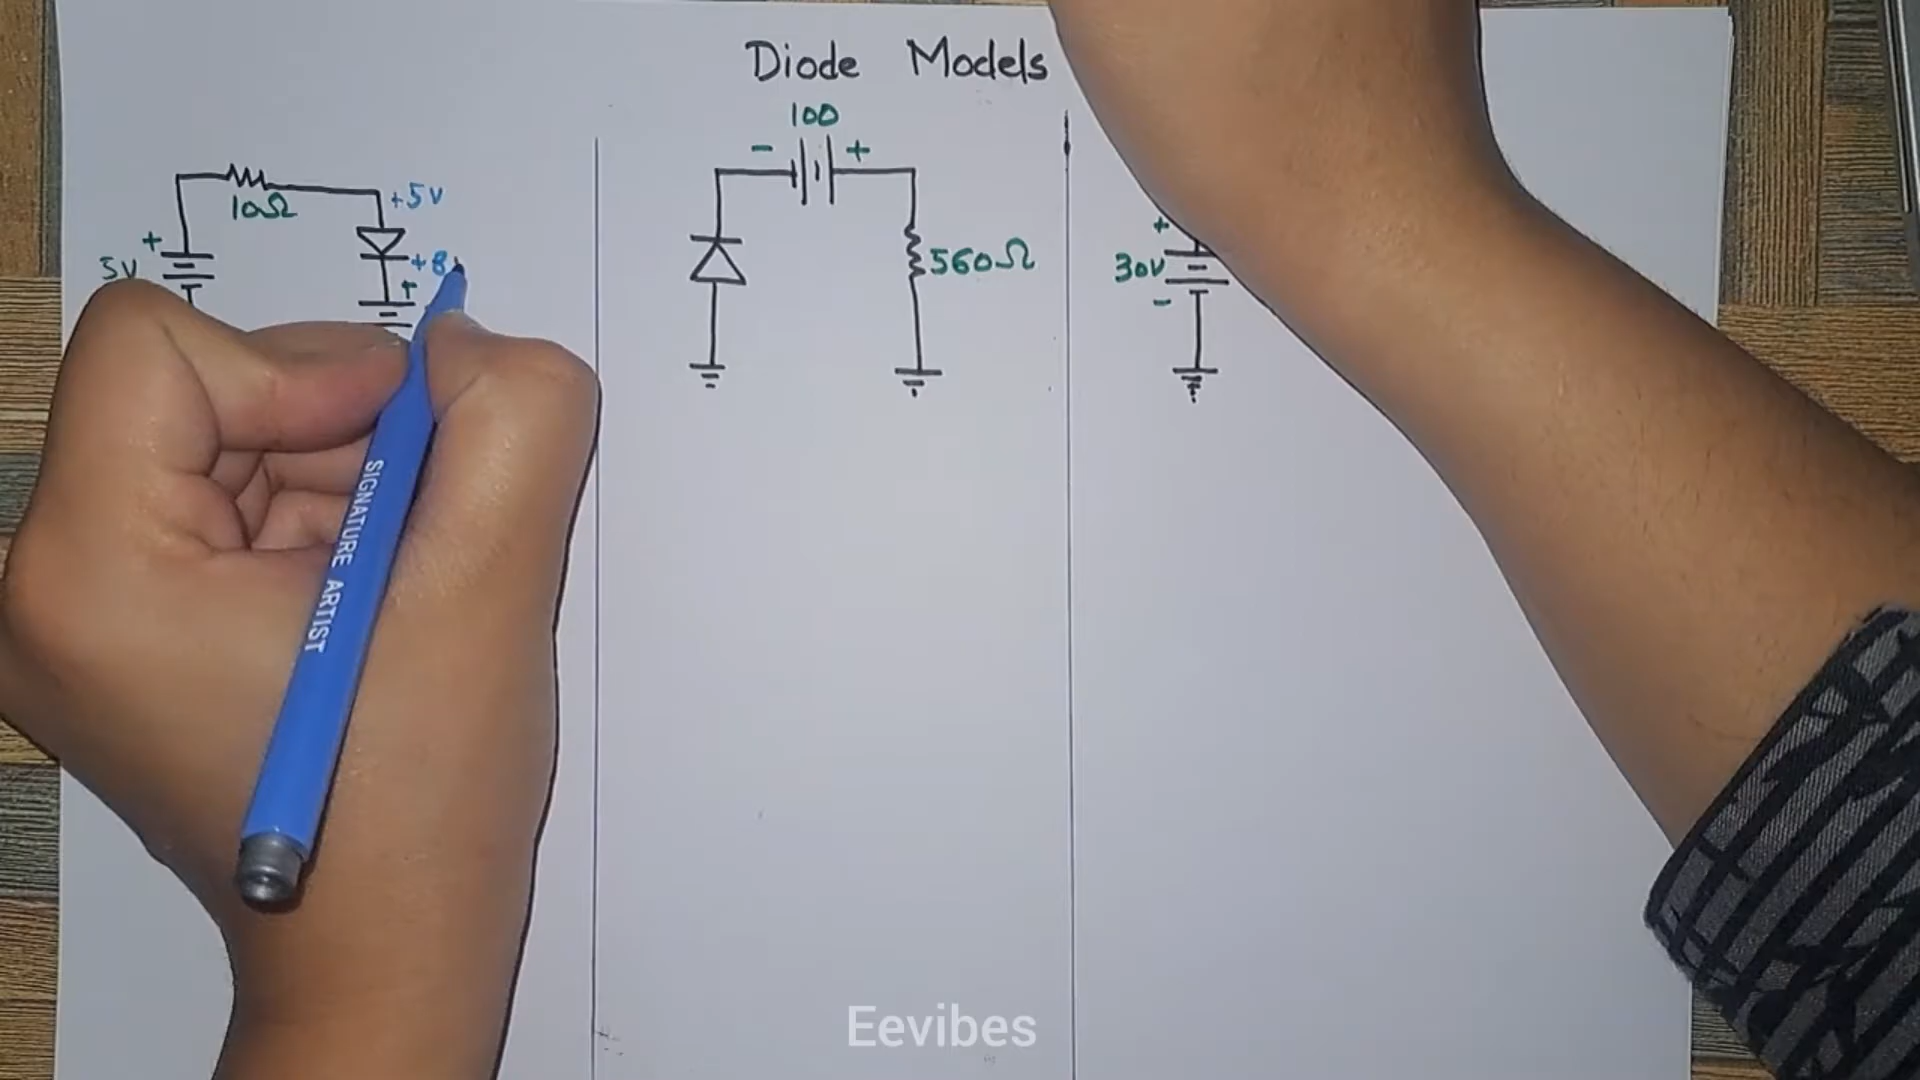 Diode Models
100
- +
+5V
10Ω
+
5V
+8
+
560Ω
+
30V
-
SIGNATURE ARTIST
Eevibes